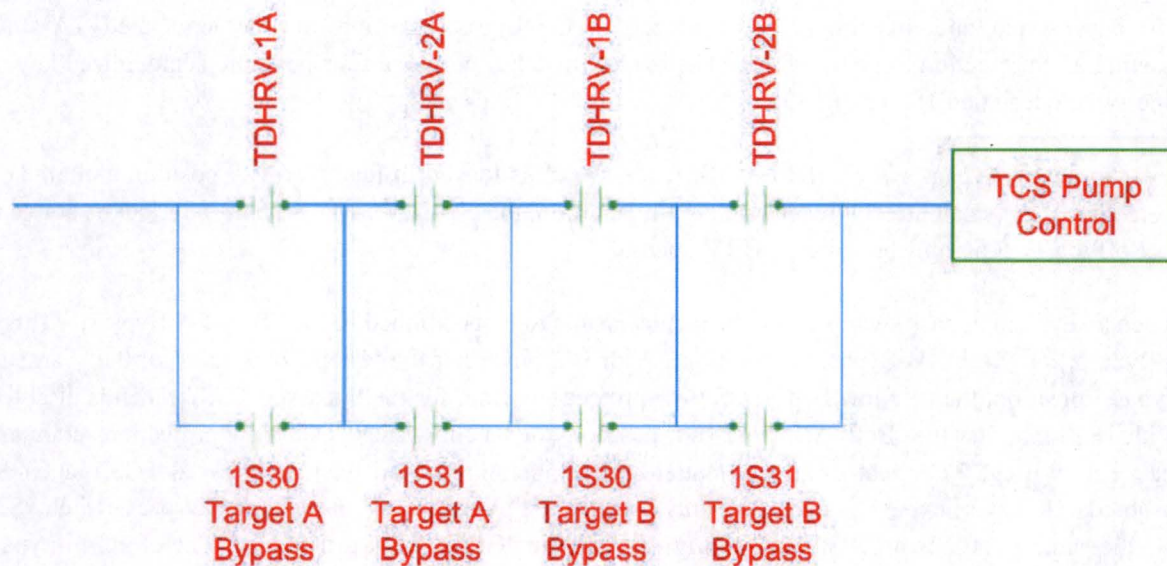 TDHRV-1A
TDHRV-2A
TDHRV-1B
TDHRV-2B
TCS Pump
Control
1S30
Target A
Bypass
1S31
Target A
Bypass
1S30
Target B
Bypass
1S31
Target B
Bypass